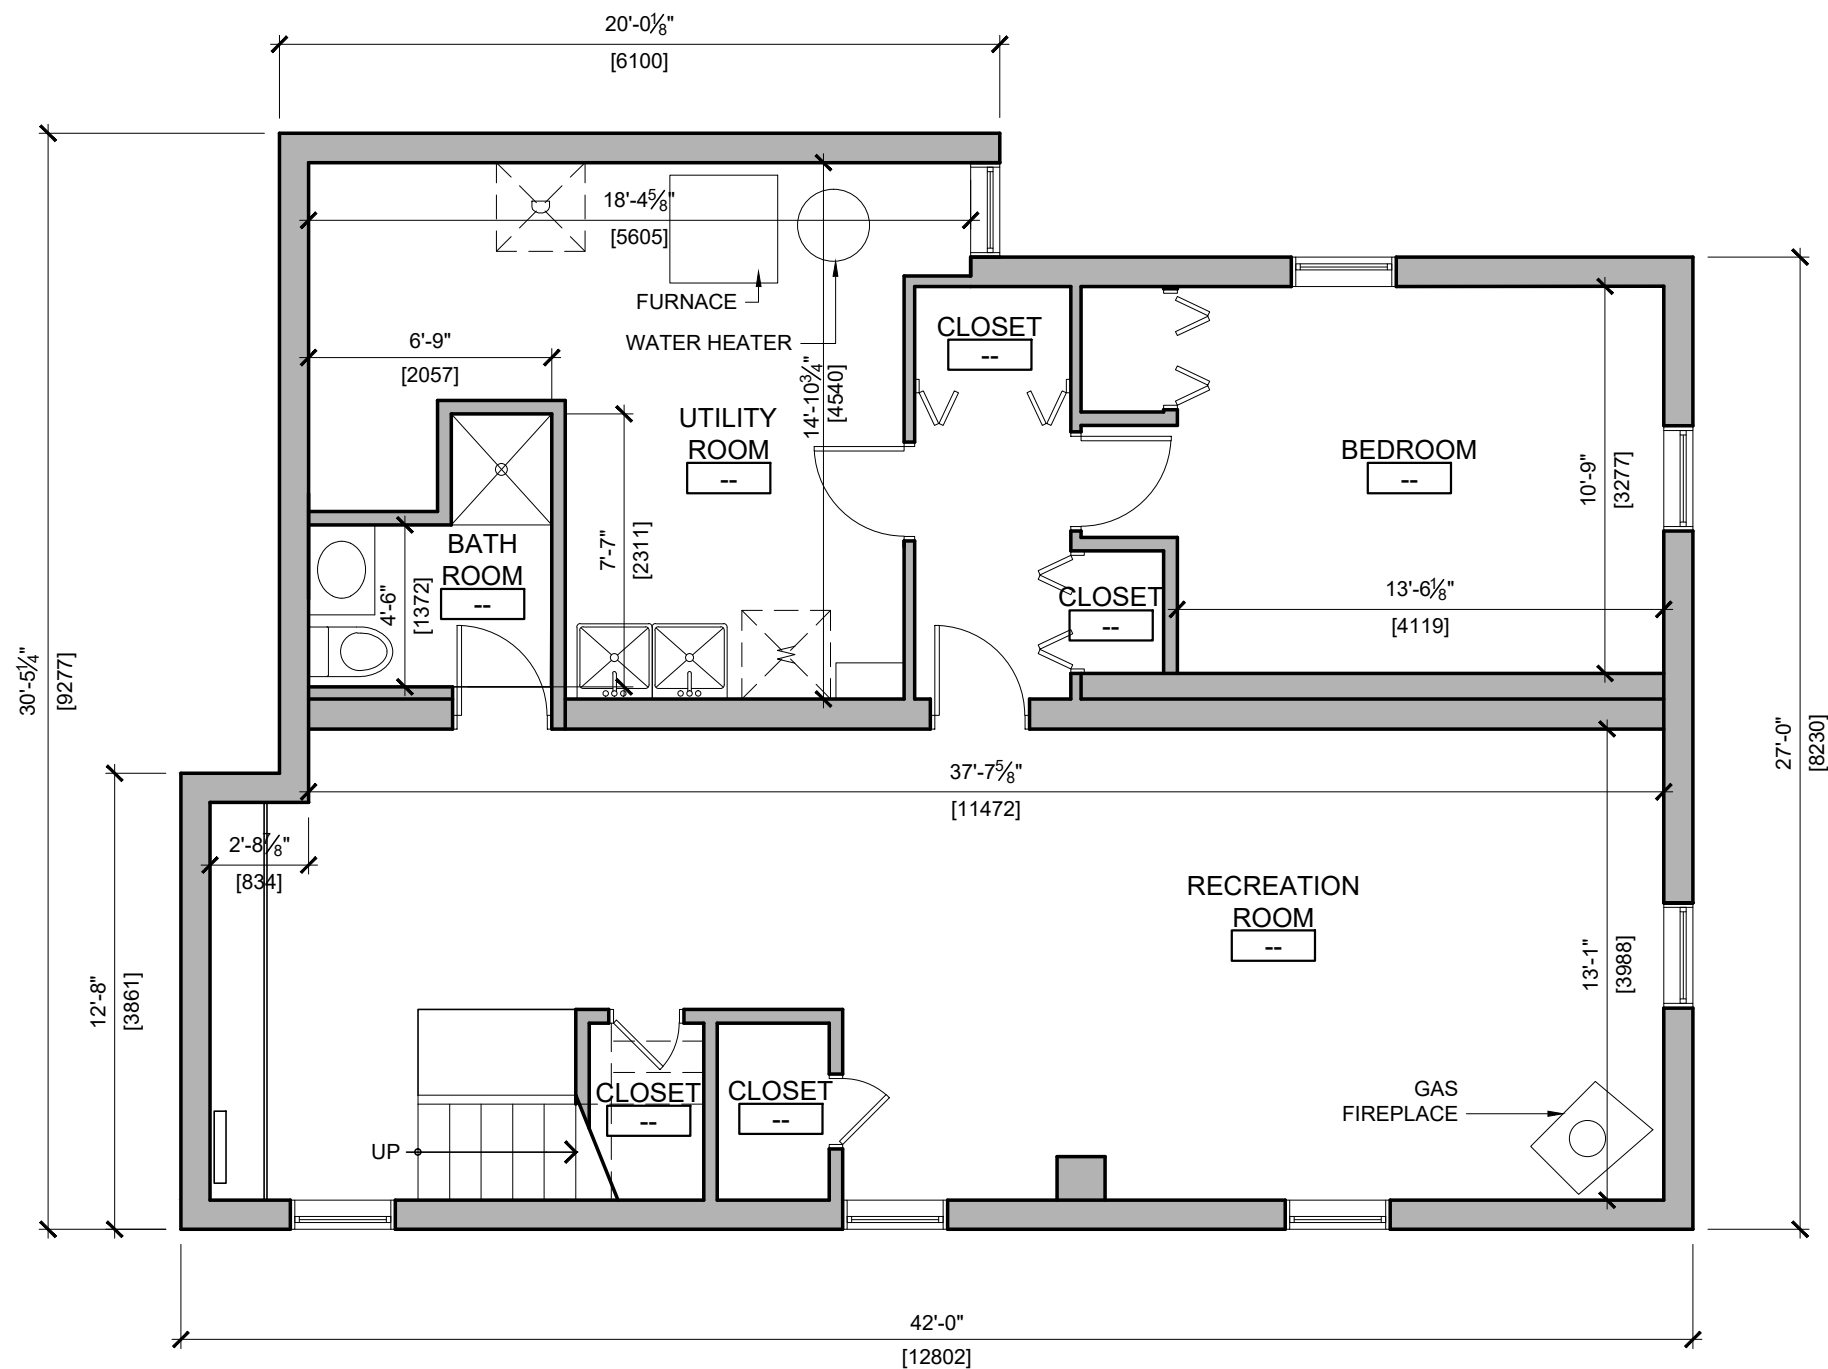 20'-0⅛"
[6100]
18'-4⅝"
[5605]
FURNACE
WATER HEATER
6'-9"
[2057]
14'-10¾"
[4540]
CLOSET
--
UTILITY
ROOM
--
BEDROOM
--
10'-9"
[3277]
BATH
ROOM
--
7'-7"
[2311]
4'-6"
[1372]
CLOSET
--
13'-6⅛"
[4119]
30'-5¼"
[9277]
27'-0"
[8230]
37'-7⅝"
[11472]
2'-8⅞"
[834]
RECREATION
ROOM
--
12'-8"
[3861]
13'-1"
[3988]
CLOSET
--
CLOSET
--
GAS
FIREPLACE
UP
42'-0"
[12802]